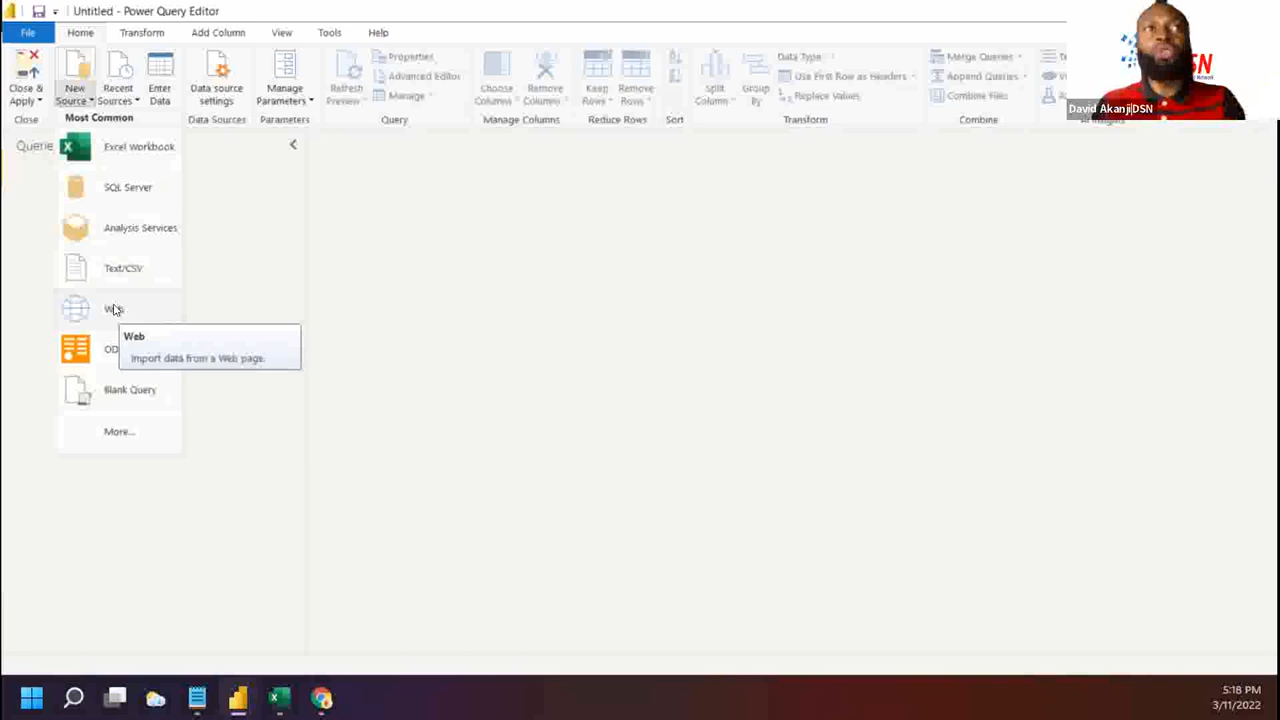 Untitled - Power Query Editor
File Home Transform Add Column View Tools Help
Close & Apply
New Source
Recent Sources
Enter Data
Data source settings
Manage Parameters
Refresh Preview
Properties
Advanced Editor
Manage
Choose Columns
Remove Columns
Keep Rows
Remove Rows
Split Column
Group By
Data Type
Use First Row as Headers
Replace Values
Merge Queries
Append Queries
Combine Files
Close
Data Sources
Parameters
Query
Manage Columns
Reduce Rows
Sort
Transform
Combine
SN
David Akanji|DSN
Most Common
Querie
Excel Workbook
SQL Server
Analysis Services
Text/CSV
Web
Import data from a Web page.
OD
Blank Query
More...
5:18 PM
3/11/2022